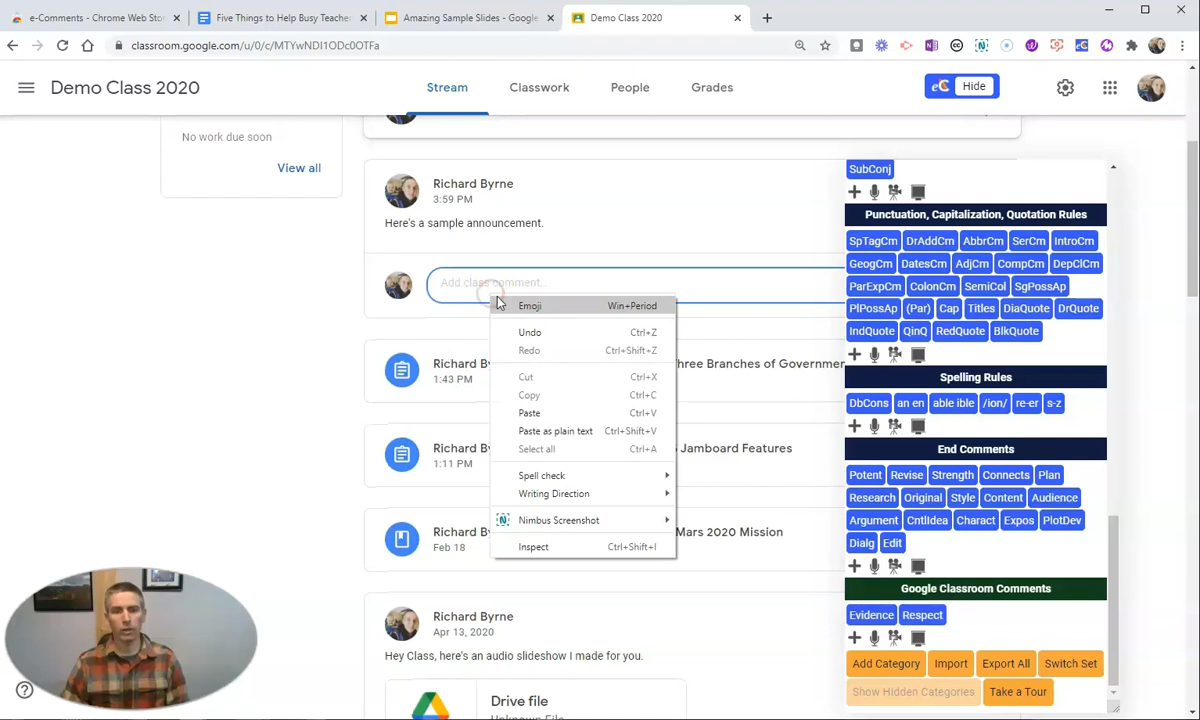 e-Comments - Chrome Web Sto
Five Things to Help Busy Teacher
Amazing Sample Slides - Google
Demo Class 2020
classroom.google.com/u/0/c/MTYwNDI1ODc0OTFa
Demo Class 2020
Stream
Classwork
People
Grades
eC Hide
No work due soon
View all
Richard Byrne
3:59 PM
Here's a sample announcement.
Add class comment…
Emoji Win+Period
Undo Ctrl+Z
Redo Ctrl+Shift+Z
Cut Ctrl+X
Copy Ctrl+C
Paste Ctrl+V
Paste as plain text Ctrl+Shift+V
Select all Ctrl+A
Spell check
Writing Direction
Nimbus Screenshot
Inspect Ctrl+Shift+I
Richard By Three Branches of Governmen
1:43 PM
Richard By Jamboard Features
1:11 PM
Richard By Mars 2020 Mission
Feb 18
Richard Byrne
Apr 13, 2020
Hey Class, here's an audio slideshow I made for you.
Drive file
Unknown File
SubConj
Punctuation, Capitalization, Quotation Rules
SpTagCm DrAddCm AbbrCm SerCm IntroCm
GeogCm DatesCm AdjCm CompCm DepClCm
ParExpCm ColonCm SemiCol SgPossAp
PlPossAp (Par) Cap Titles DiaQuote DrQuote
IndQuote QinQ RedQuote BlkQuote
Spelling Rules
DbCons an en able ible /ion/ re-er s-z
End Comments
Potent Revise Strength Connects Plan
Research Original Style Content Audience
Argument CntlIdea Charact Expos PlotDev
Dialg Edit
Google Classroom Comments
Evidence Respect
Add Category Import Export All Switch Set
Show Hidden Categories Take a Tour